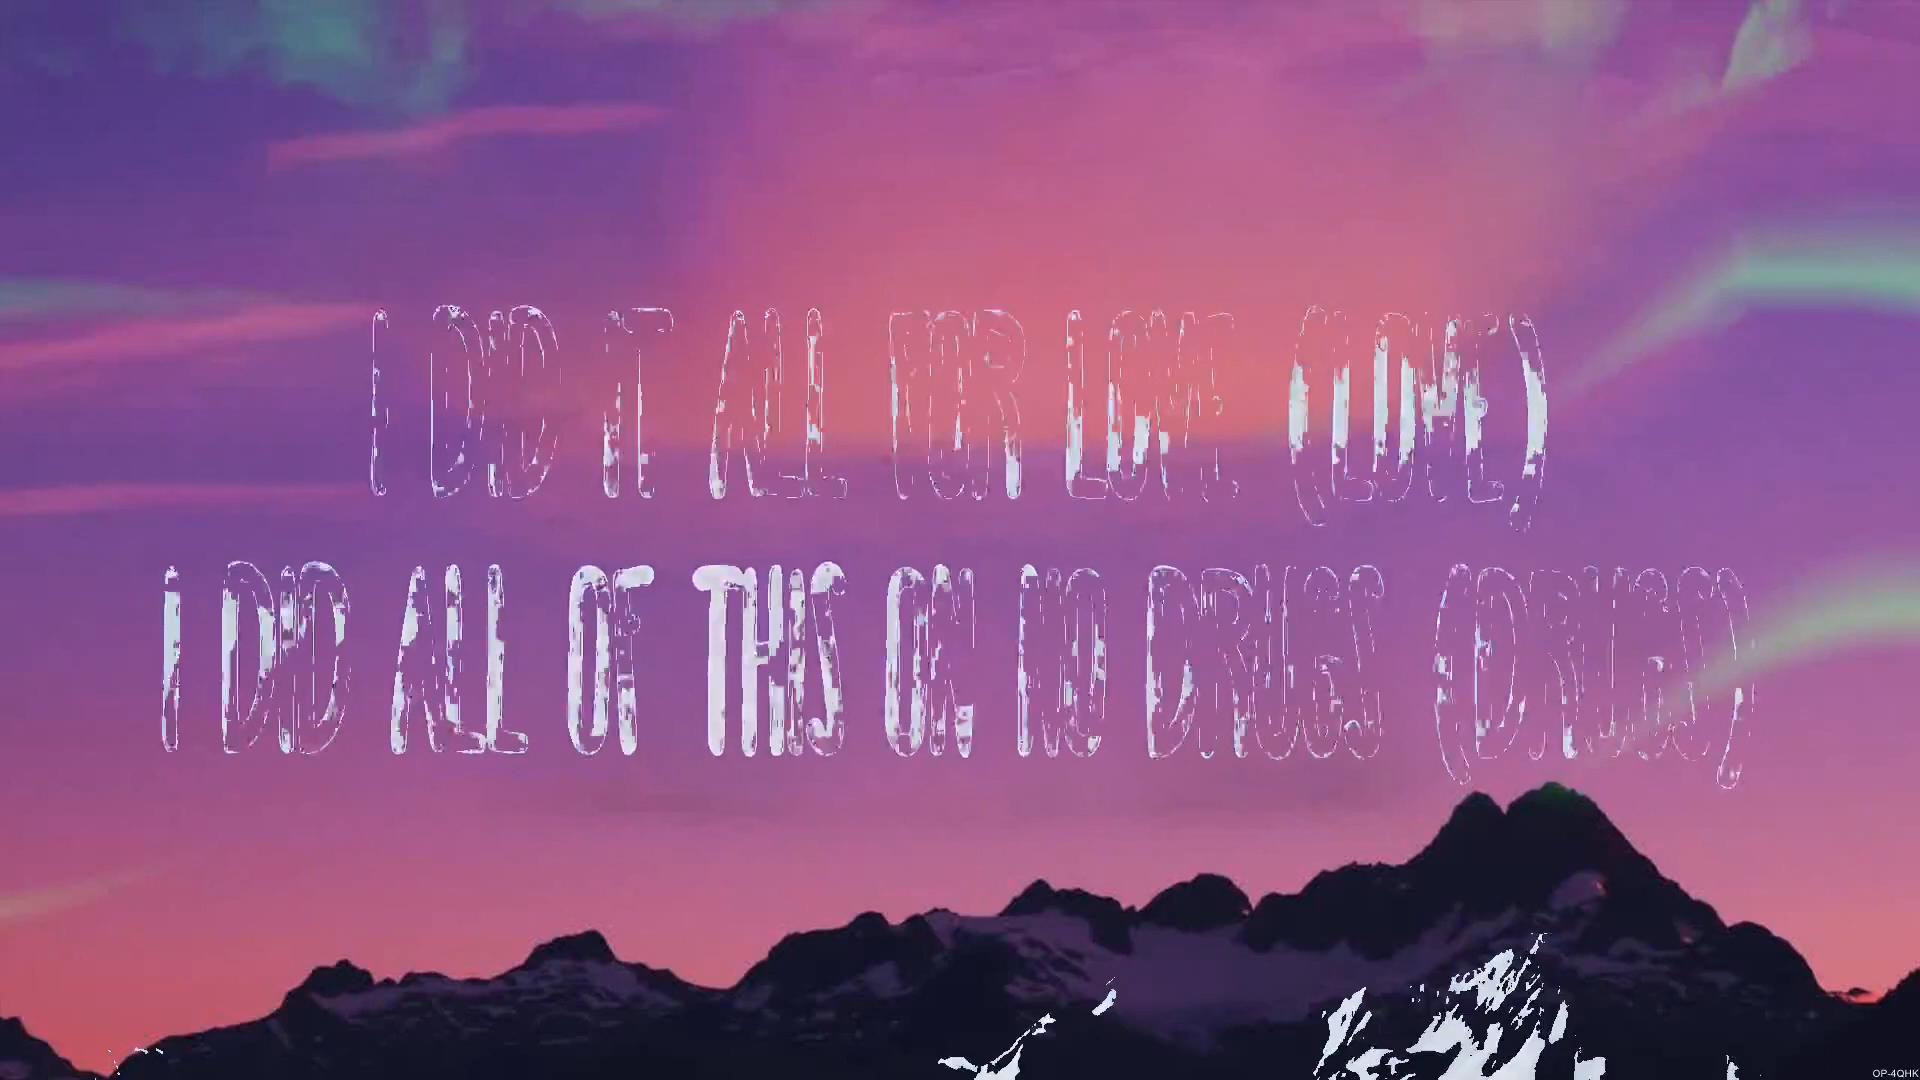 I DID IT ALL FOR LOVE (LOVE)
I DID ALL OF THIS ON NO DRUGS (DRUGS)
OP-4QHK